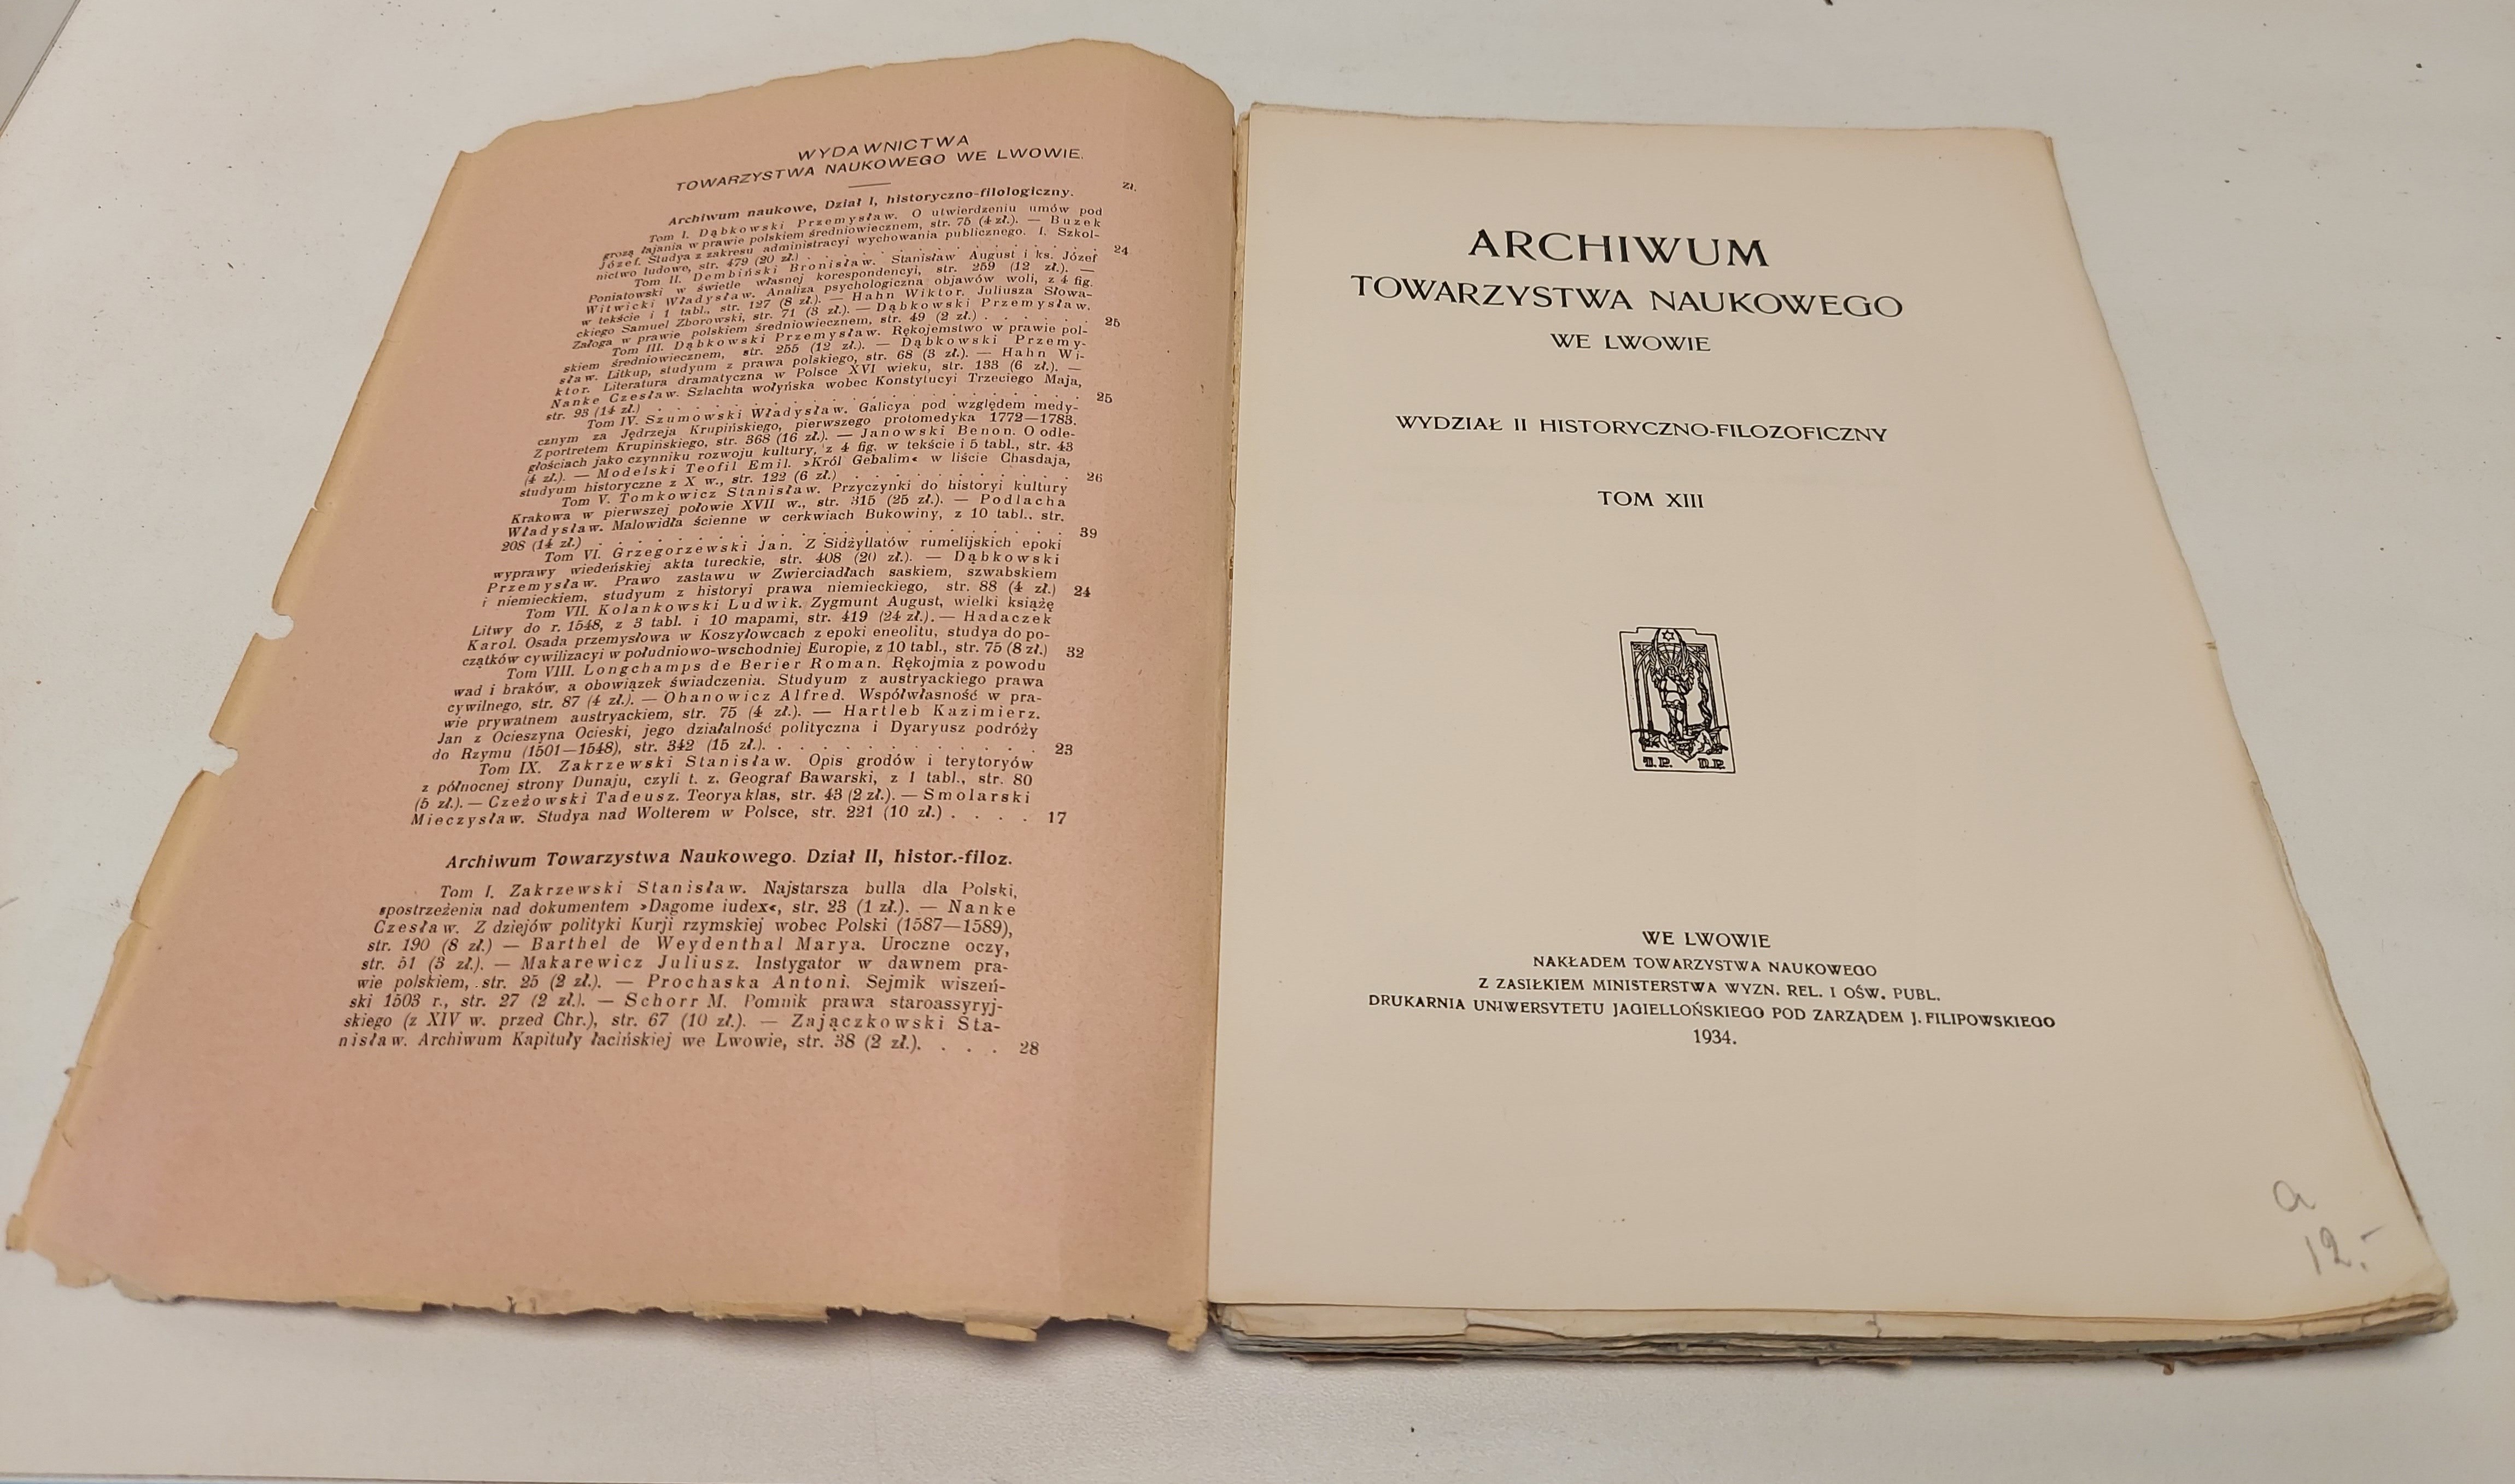 WYDAWNICTWA
TOWARZYSTWA NAUKOWEGO WE LWOWIE.
Zł.
Archiwum naukowe, Dział I, historyczno-filologiczny.
Tom I. Dąbkowski Przemysław. O utwierdzeniu umów pod
grozą łajania w prawie polskiem średniowiecznem, str. 75 (4 zł.). — Buzek
Józef. Studya z zakresu administracyi wychowania publicznego. I. Szkol-
nictwo ludowe, str. 479 (20 zł.) . . . . . . . . . . 24
Tom II. Dembiński Bronisław. Stanisław August i ks. Józef
Poniatowski w świetle własnej korespondencyi, str. 259 (12 zł.). —
Witwicki Władysław. Analiza psychologiczna objawów woli, z 4 fig.
w tekście i 1 tabl., str. 127 (8 zł.). — Hahn Wiktor. Juliusza Słowa-
ckiego Samuel Zborowski, str. 71 (3 zł.). — Dąbkowski Przemysław.
Załoga w prawie polskiem średniowiecznem, str. 49 (2 zł.) . . . . . . 25
Tom III. Dąbkowski Przemysław. Rękojemstwo w prawie pol-
skiem średniowiecznem, str. 255 (12 zł.). — Dąbkowski Przemy-
sław. Litkup, studyum z prawa polskiego, str. 68 (3 zł.). — Hahn Wi-
ktor. Literatura dramatyczna w Polsce XVI wieku, str. 133 (6 zł.). —
Nanke Czesław. Szlachta wołyńska wobec Konstytucyi Trzeciego Maja,
str. 93 (14 zł.) . . . . . . . . . . . . . 25
Tom IV. Szumowski Władysław. Galicya pod względem medy-
cznym za Jędrzeja Krupińskiego, pierwszego protomedyka 1772—1783.
Z portretem Krupińskiego, str. 368 (16 zł.). — Janowski Benon. O odle-
głościach jako czynniku rozwoju kultury, z 4 fig. w tekście i 5 tabl., str. 43
(4 zł.). — Modelski Teofil Emil. »Król Gebalim« w liście Chasdaja,
studyum historyczne z X w., str. 122 (6 zł.) . . . . . . . . . 26
Tom V. Tomkowicz Stanisław. Przyczynki do historyi kultury
Krakowa w pierwszej połowie XVII w., str. 315 (25 zł.). — Podlacha
Władysław. Malowidła ścienne w cerkwiach Bukowiny, z 10 tabl., str.
208 (14 zł.) . . . . . . . . . . . . . . 39
Tom VI. Grzegorzewski Jan. Z Sidżyllatów rumelijskich epoki
wyprawy wiedeńskiej akta tureckie, str. 408 (20 zł.). — Dąbkowski
Przemysław. Prawo zastawu w Zwierciadłach saskiem, szwabskiem
i niemieckiem, studyum z historyi prawa niemieckiego, str. 88 (4 zł.) 24
Tom VII. Kolankowski Ludwik. Zygmunt August, wielki książę
Litwy do r. 1548, z 3 tabl. i 10 mapami, str. 419 (24 zł.). — Hadaczek
Karol. Osada przemysłowa w Koszyłowcach z epoki eneolitu, studya do po-
czątków cywilizacyi w południowo-wschodniej Europie, z 10 tabl., str. 75 (8 zł.) 32
Tom VIII. Longchamps de Berier Roman. Rękojmia z powodu
wad i braków, a obowiązek świadczenia. Studyum z austryackiego prawa
cywilnego, str. 87 (4 zł.). — Ohanowicz Alfred. Współwłasność w pra-
wie prywatnem austryackiem, str. 75 (4 zł.). — Hartleb Kazimierz.
Jan z Ocieszyna Ocieski, jego działalność polityczna i Dyaryusz podróży
do Rzymu (1501—1548), str. 342 (15 zł.). . . . . . . . . . . . 23
Tom IX. Zakrzewski Stanisław. Opis grodów i terytoryów
z północnej strony Dunaju, czyli t. z. Geograf Bawarski, z 1 tabl., str. 80
(5 zł.). — Czeżowski Tadeusz. Teorya klas, str. 43 (2 zł.). — Smolarski
Mieczysław. Studya nad Wolterem w Polsce, str. 221 (10 zł.) . . . . 17
Archiwum Towarzystwa Naukowego. Dział II, histor.-filoz.
Tom I. Zakrzewski Stanisław. Najstarsza bulla dla Polski,
spostrzeżenia nad dokumentem »Dagome iudex«, str. 23 (1 zł.). — Nanke
Czesław. Z dziejów polityki Kurji rzymskiej wobec Polski (1587—1589),
str. 190 (8 zł.) — Barthel de Weydenthal Marya. Uroczne oczy,
str. 51 (3 zł.). — Makarewicz Juliusz. Instygator w dawnem pra-
wie polskiem, str. 25 (2 zł.). — Prochaska Antoni. Sejmik wiszeń-
ski 1503 r., str. 27 (2 zł.). — Schorr M. Pomnik prawa staroassyryj-
skiego (z XIV w. przed Chr.), str. 67 (10 zł.). — Zajączkowski Sta-
nisław. Archiwum Kapituły łacińskiej we Lwowie, str. 38 (2 zł.). . . . 28
ARCHIWUM
TOWARZYSTWA NAUKOWEGO
WE LWOWIE
WYDZIAŁ II HISTORYCZNO-FILOZOFICZNY
TOM XIII
T.P. N.P.
WE LWOWIE
NAKŁADEM TOWARZYSTWA NAUKOWEGO
Z ZASIŁKIEM MINISTERSTWA WYZN. REL. I OŚW. PUBL.
DRUKARNIA UNIWERSYTETU JAGIELLOŃSKIEGO POD ZARZĄDEM J. FILIPOWSKIEGO
1934.
a
12.-